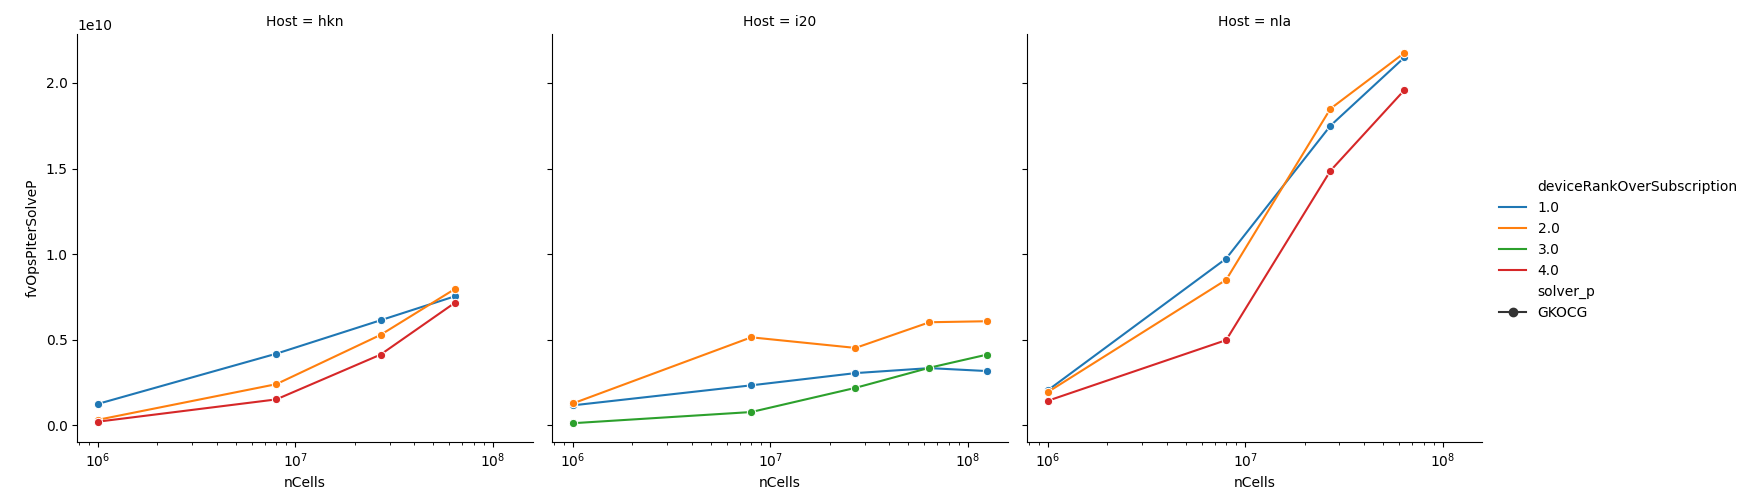 1e10
Host = hkn
Host = i20
Host = nla
fvOpsPIterSolveP
2.0
1.5
1.0
0.5
0.0
10^6 10^7 10^8
10^6 10^7 10^8
10^6 10^7 10^8
nCells
nCells
nCells
deviceRankOverSubscription
1.0
2.0
3.0
4.0
solver_p
GKOCG